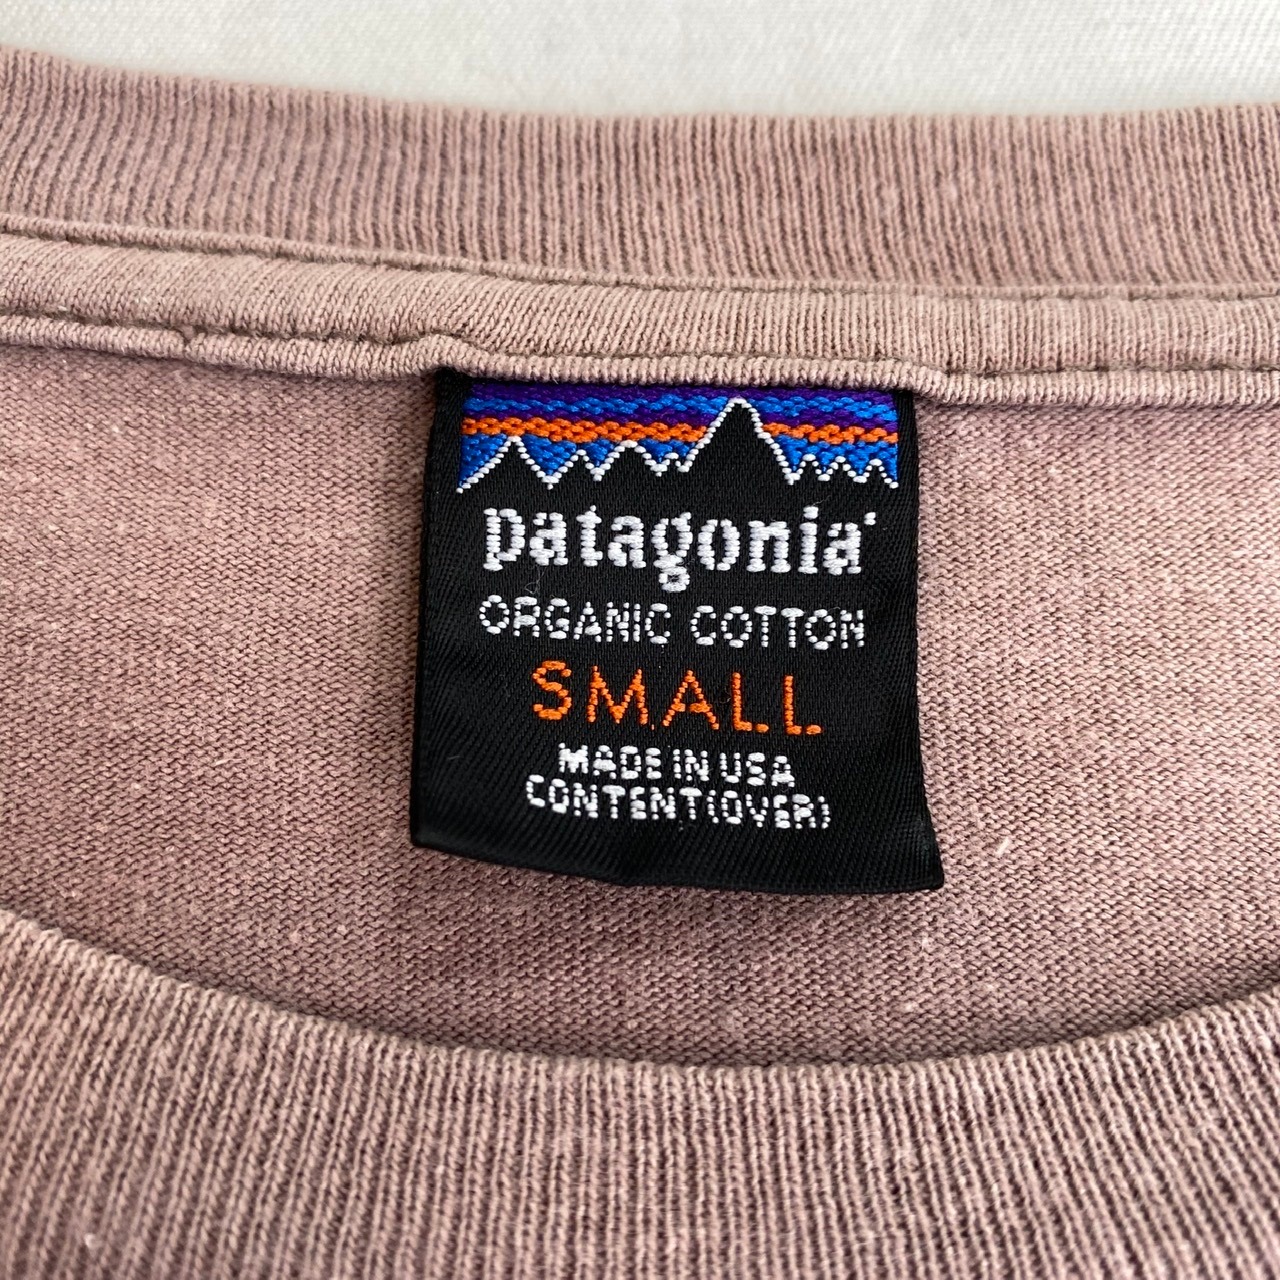 patagonia
ORGANIC COTTON
SMALL
MADE IN USA
CONTENT(OVER)